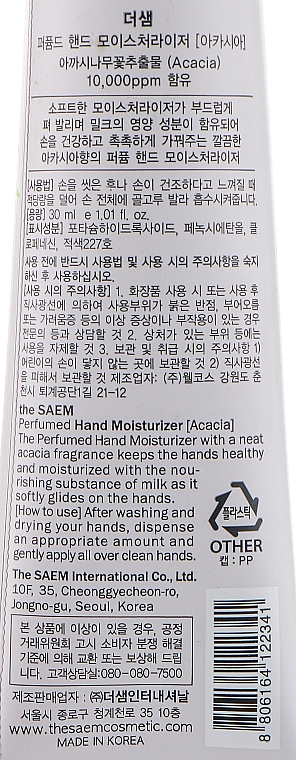 더샘
퍼퓸드 핸드 모이스처라이저 [아카시아]
아까시나무꽃추출물 (Acacia)
10,000ppm 함유
소프트한 모이스처라이저가 부드럽게
펴 발리며 밀크의 영양 성분이 함유되어
손을 건강하고 촉촉하게 가꿔주는 깔끔한
아카시아향의 퍼퓸 핸드 모이스처라이저
[사용법] 손을 씻은 후나 손이 건조하다고 느껴질 때
적당량을 덜어 손 전체에 골고루 발라 흡수시켜줍니다.
[용량] 30 ml e 1.01 fl. oz.
[표시성분] 포타슘하이드록사이드, 페녹시에탄올, 클
로페네신, 적색227호
사용 전에 반드시 사용법 및 사용 시의 주의사항을 숙지
하신 후 사용하십시오.
[사용 시의 주의사항] 1. 화장품 사용 시 또는 사용 후
직사광선에 의하여 사용부위가 붉은 반점, 부어오름
또는 가려움증 등의 이상 증상이나 부작용이 있는 경우
전문의 등과 상담할 것 2. 상처가 있는 부위 등에는
사용을 자제할 것 3. 보관 및 취급 시의 주의사항 1)
어린이의 손이 닿지 않는 곳에 보관할 것 2) 직사광선
을 피해서 보관할 것 제조업자: (주)웰코스 강원도 춘
천시 퇴계공단1길 21-12
the SAEM
Perfumed Hand Moisturizer [Acacia]
The Perfumed Hand Moisturizer with a neat
acacia fragrance keeps the hands healthy
and moisturized with the nou-
rishing substance of milk as it
softly glides on the hands.
[How to use] After washing and
drying your hands, dispense
an appropriate amount and
gently apply all over clean hands.
플라스틱
OTHER
캡 : PP
The SAEM International Co., Ltd.
10F, 35, Cheonggyecheon-ro,
Jongno-gu, Seoul, Korea
본 상품에 이상이 있을 경우, 공정
거래위원회 고시 소비자 분쟁 해결
기준에 의해 교환 또는 보상해 드립
니다. 고객상담실:080-080-7500
제조판매업자 : (주)더샘인터내셔날
서울시 종로구 청계천로 35 10층
www.thesaemcosmetic.com
MADE IN KOREA
8 806164 122341